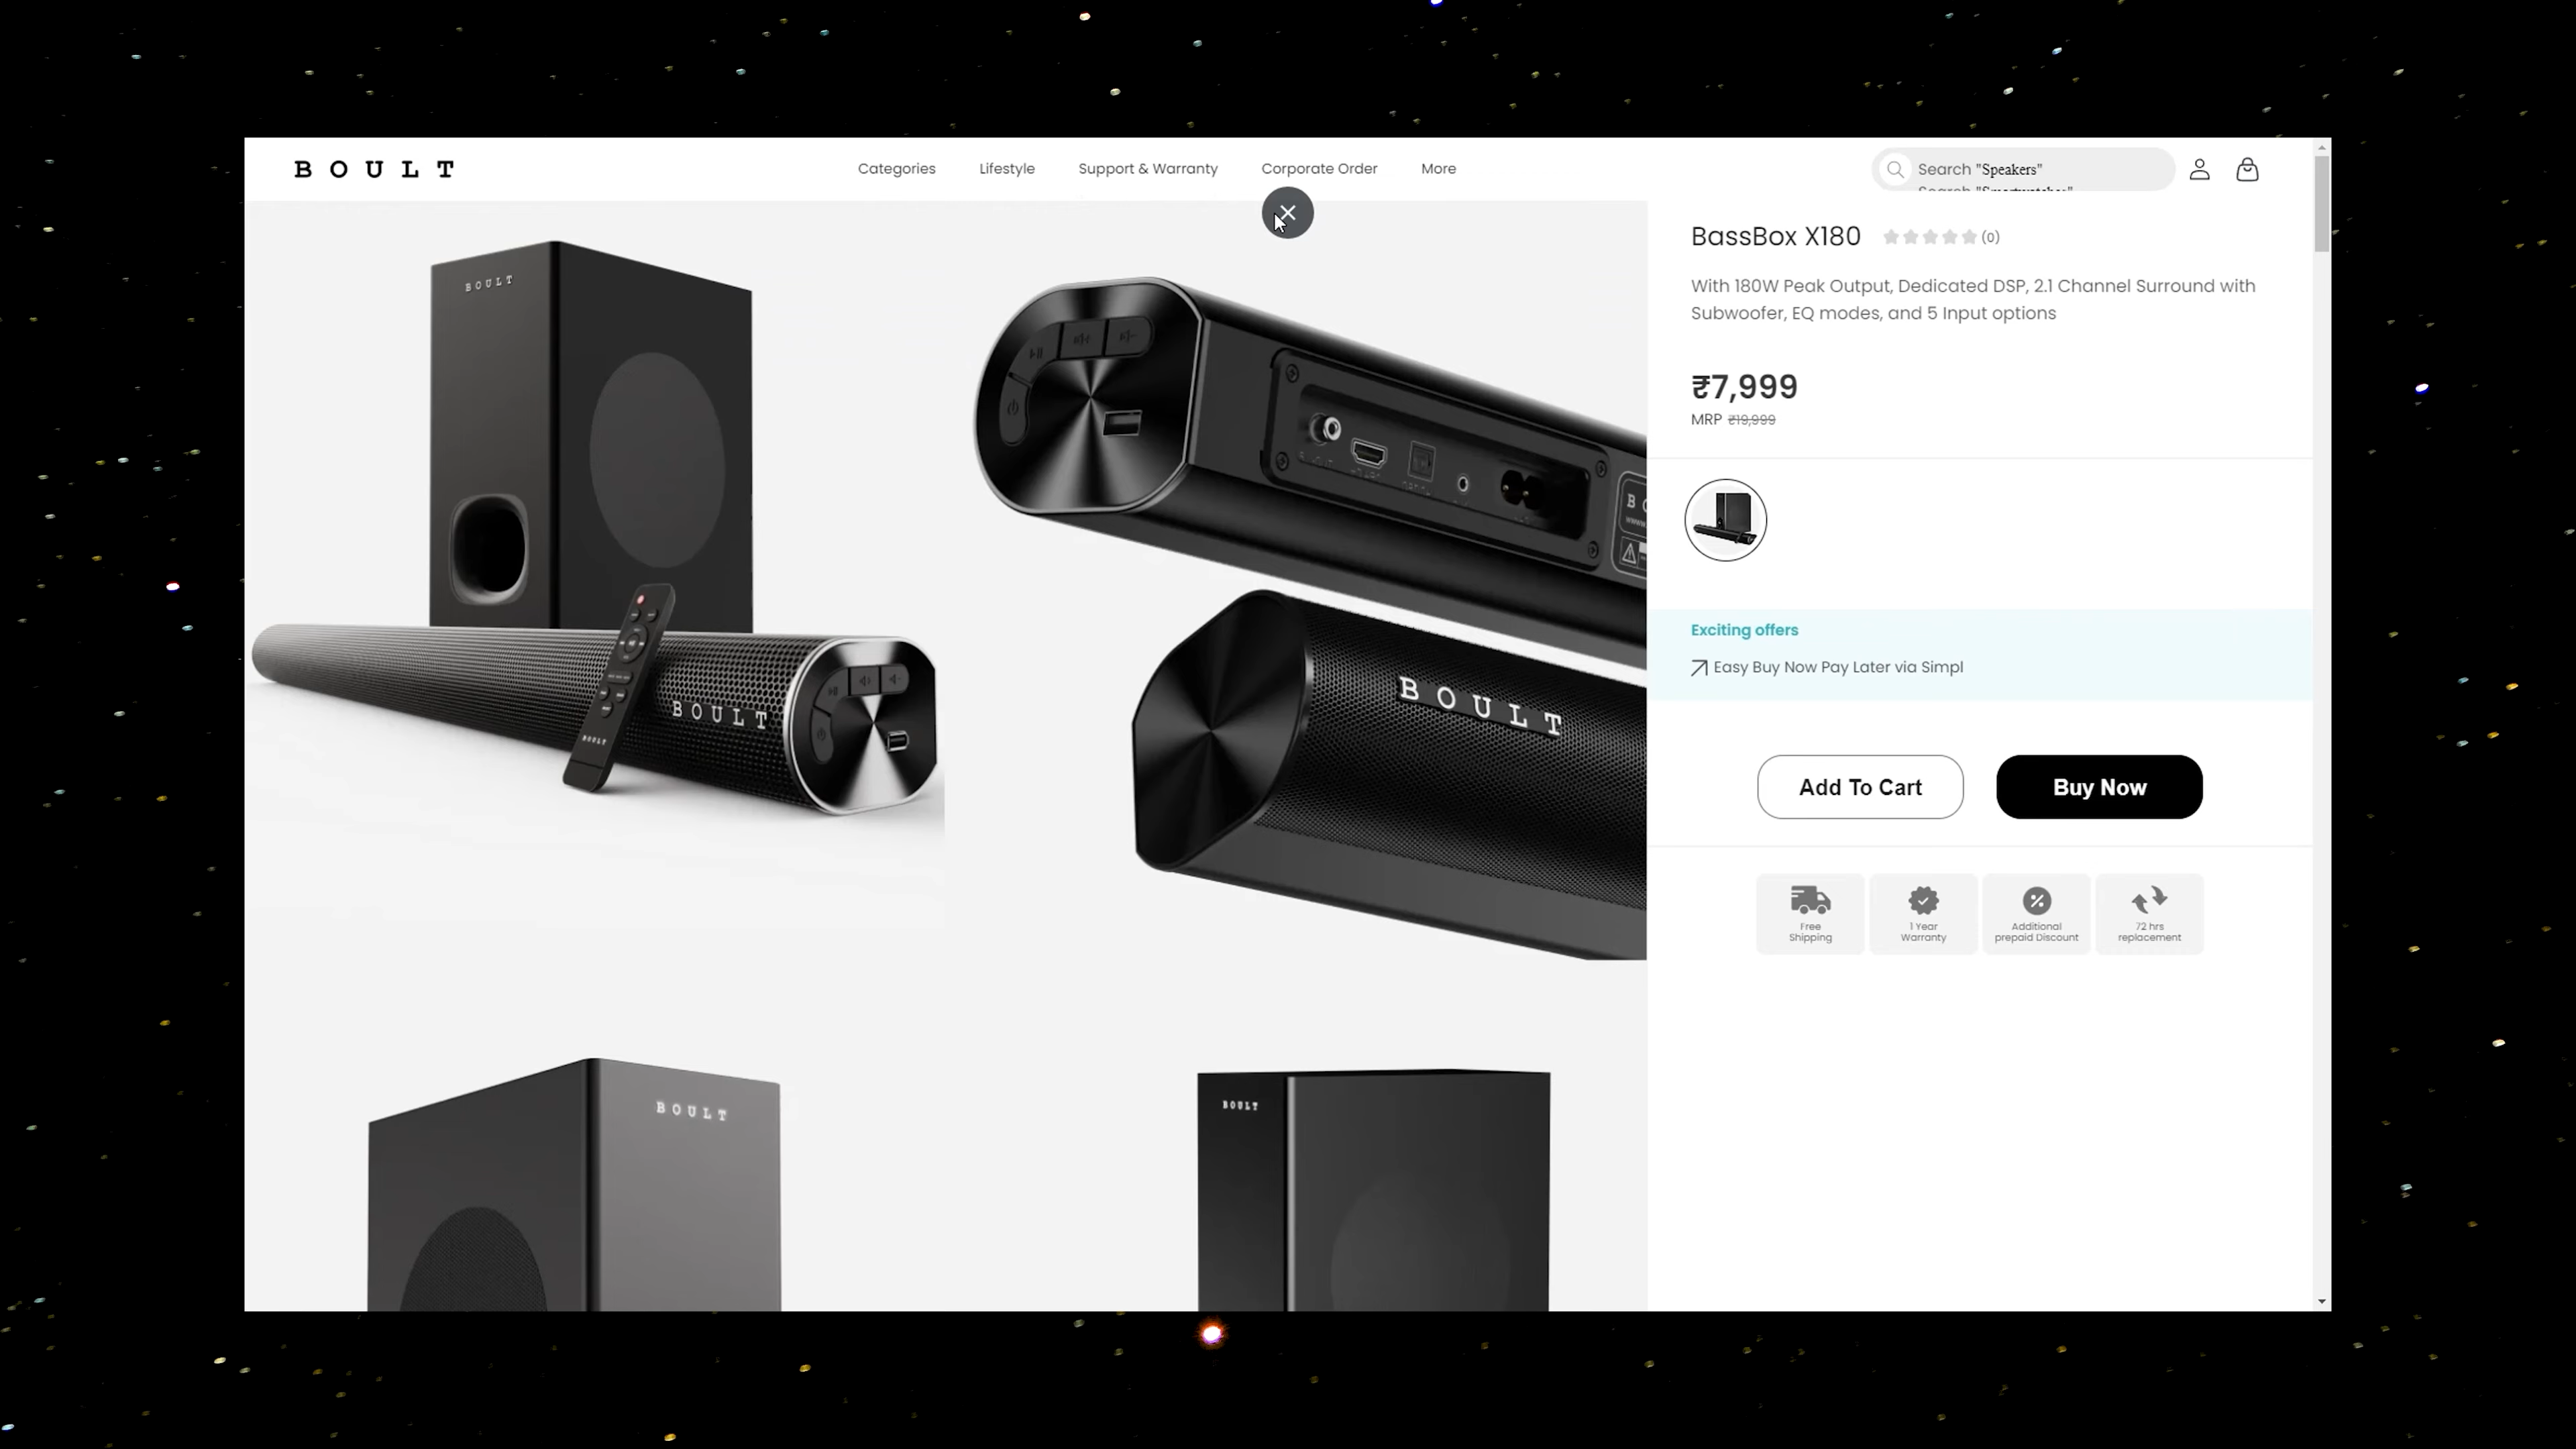 BOULT
Categories
Lifestyle
Support & Warranty
Corporate Order
More
Search "Speakers"
BassBox X180
(0)
With 180W Peak Output, Dedicated DSP, 2.1 Channel Surround with
Subwoofer, EQ modes, and 5 Input options
₹7,999
MRP ₹19,999
Exciting offers
Easy Buy Now Pay Later via Simpl
Add To Cart
Buy Now
Free
Shipping
1 Year
Warranty
Additional
prepaid Discount
72 hrs
replacement
BOULT
BOULT
BOULT
BOULT
BOULT
BOULT